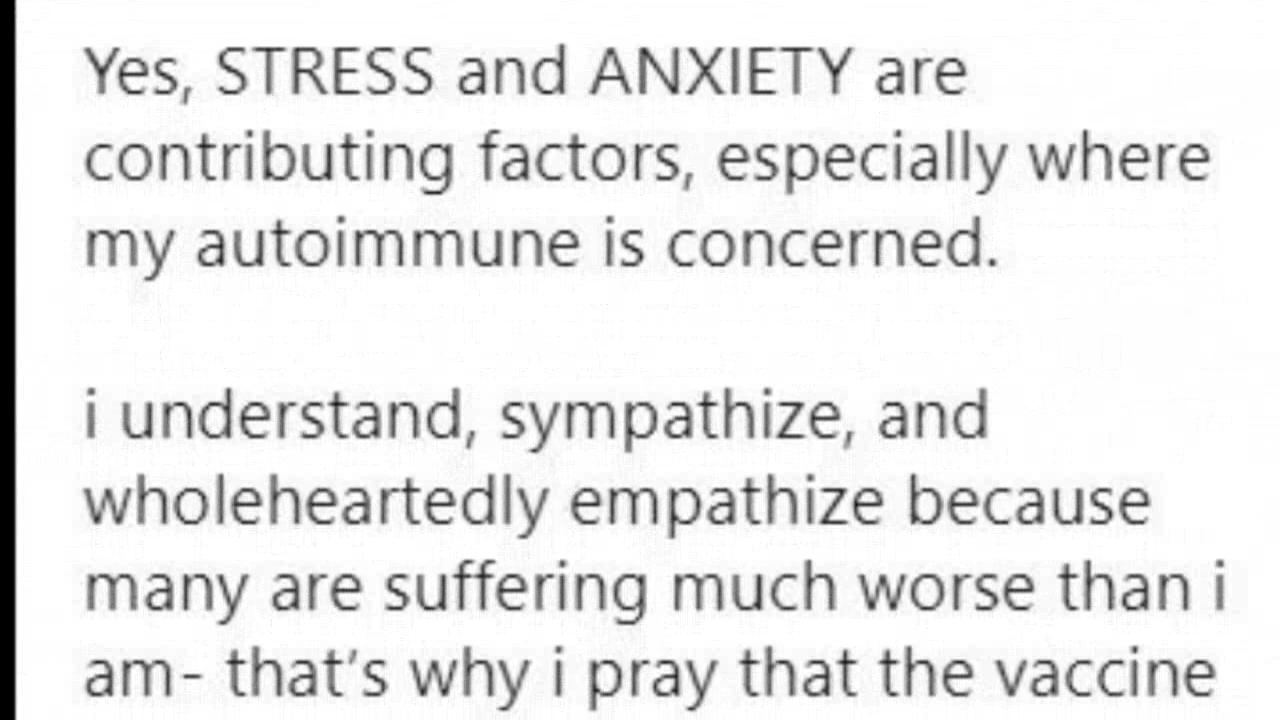 Yes, STRESS and ANXIETY are
contributing factors, especially where
my autoimmune is concerned.
i understand, sympathize, and
wholeheartedly empathize because
many are suffering much worse than i
am- that's why i pray that the vaccine